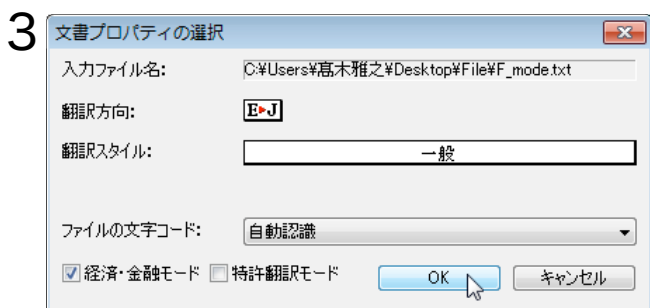 3
文書プロパティの選択
入力ファイル名: C:¥Users¥髙木雅之¥Desktop¥File¥F_mode.txt
翻訳方向: E▶J
翻訳スタイル: 一般
ファイルの文字コード: 自動認識
経済・金融モード 特許翻訳モード OK キャンセル